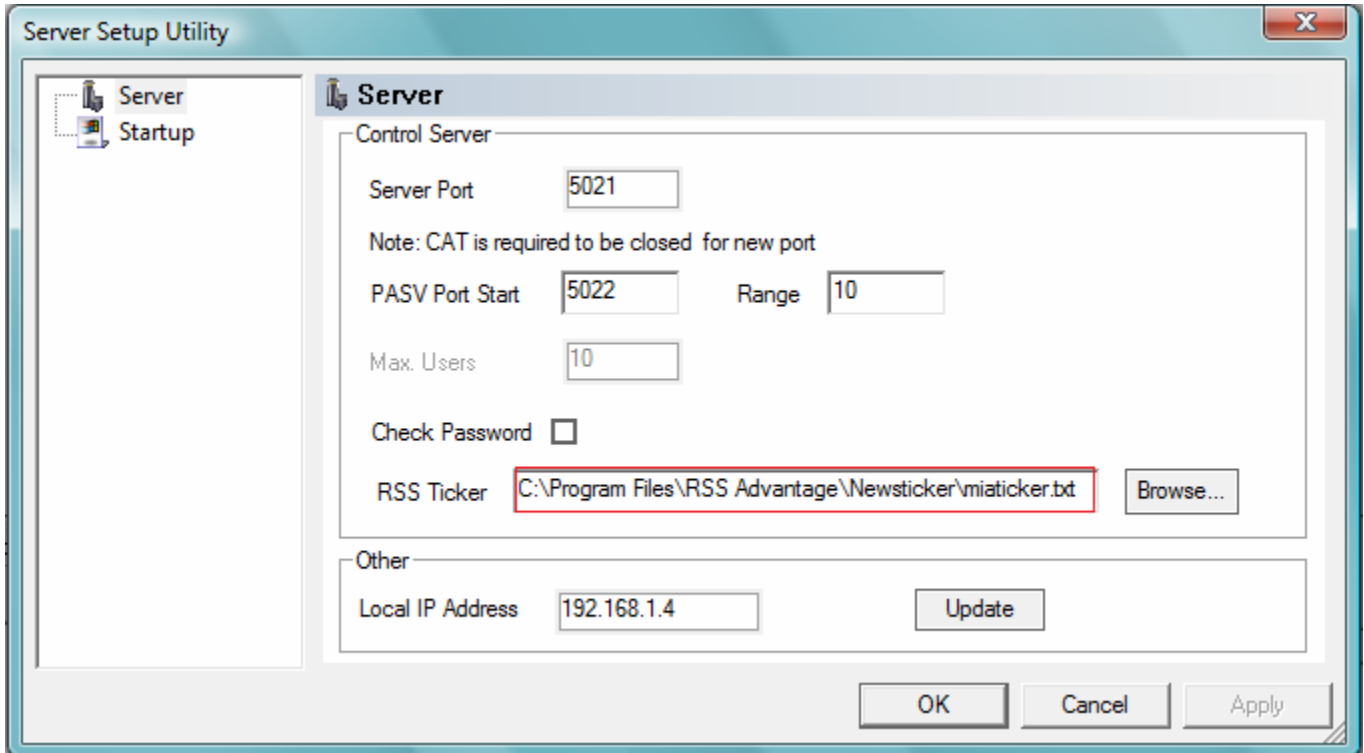 Server Setup Utility
Server
Startup
Server
Control Server
Server Port 5021
Note: CAT is required to be closed for new port
PASV Port Start 5022 Range 10
Max. Users 10
Check Password
RSS Ticker C:\Program Files\RSS Advantage\Newsticker\miaticker.txt Browse...
Other
Local IP Address 192.168.1.4 Update
OK Cancel Apply